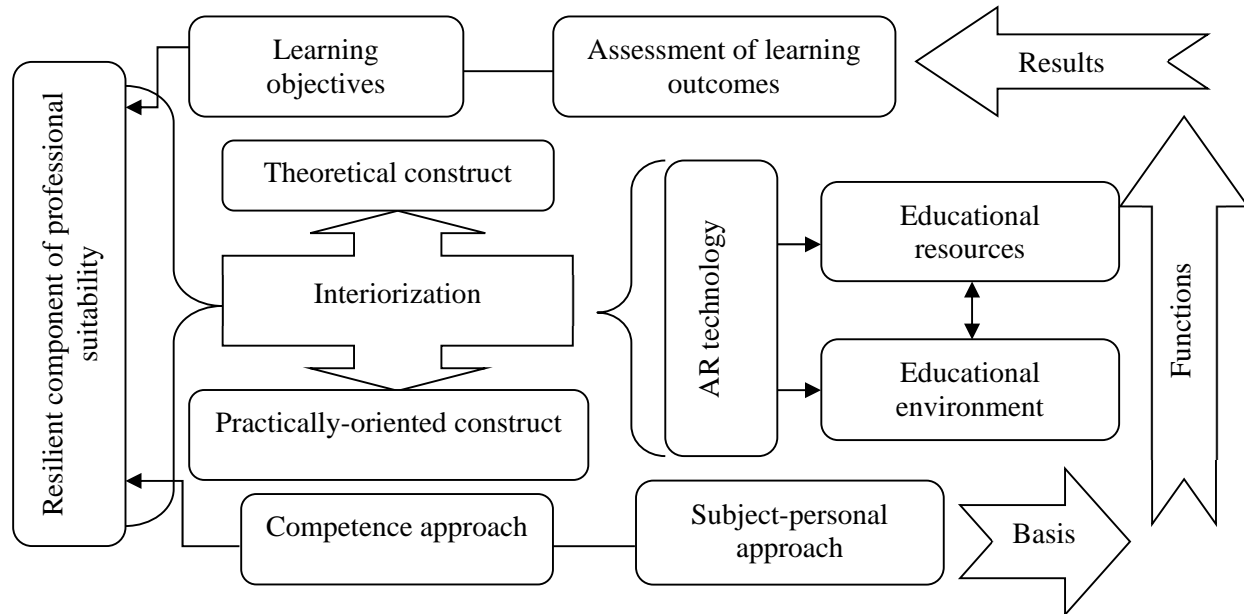 Learning
objectives
Assessment of learning
outcomes
Results
Resilient component of professional
suitability
Theoretical construct
Interiorization
Practically-oriented construct
AR technology
Educational
resources
Educational
environment
Functions
Competence approach
Subject-personal
approach
Basis